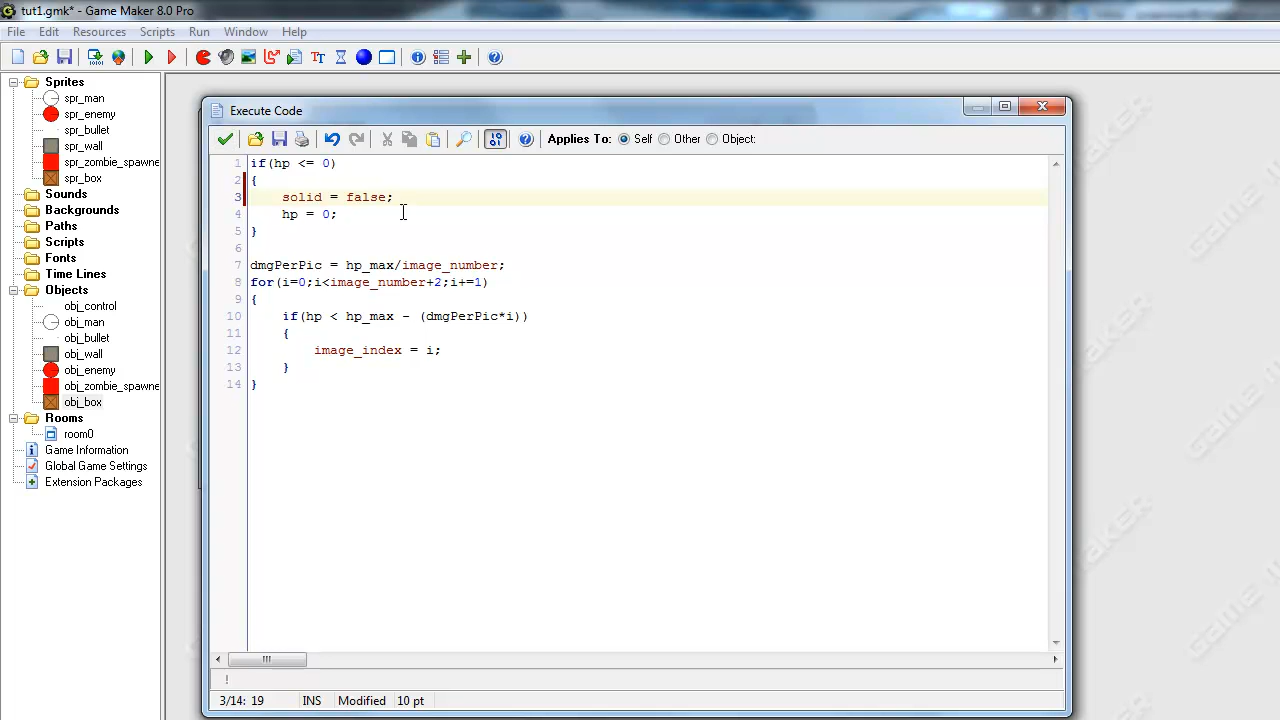 tut1.gmk* - Game Maker 8.0 Pro
File Edit Resources Scripts Run Window Help
Sprites
spr_man
spr_enemy
spr_bullet
spr_wall
spr_zombie_spawne
spr_box
Sounds
Backgrounds
Paths
Scripts
Fonts
Time Lines
Objects
obj_control
obj_man
obj_bullet
obj_wall
obj_enemy
obj_zombie_spawne
obj_box
Rooms
room0
Game Information
Global Game Settings
Extension Packages
Execute Code
Applies To: Self Other Object
1 if(hp <= 0)
2 {
3 solid = false;
4 hp = 0;
5 }
6
7 dmgPerPic = hp_max/image_number;
8 for(i=0;i<image_number+2;i+=1)
9 {
10 if(hp < hp_max - (dmgPerPic*i))
11 {
12 image_index = i;
13 }
14 }
!
3/14: 19 INS Modified 10 pt